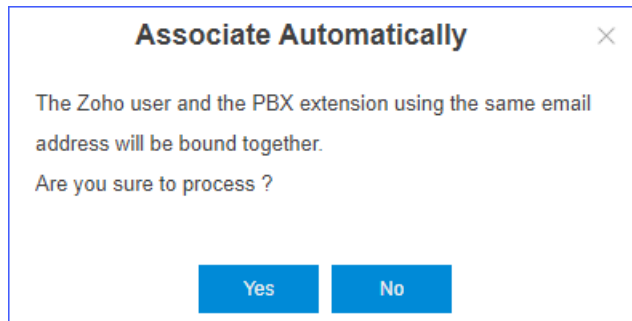 Associate Automatically
The Zoho user and the PBX extension using the same email
address will be bound together.
Are you sure to process ?
Yes No